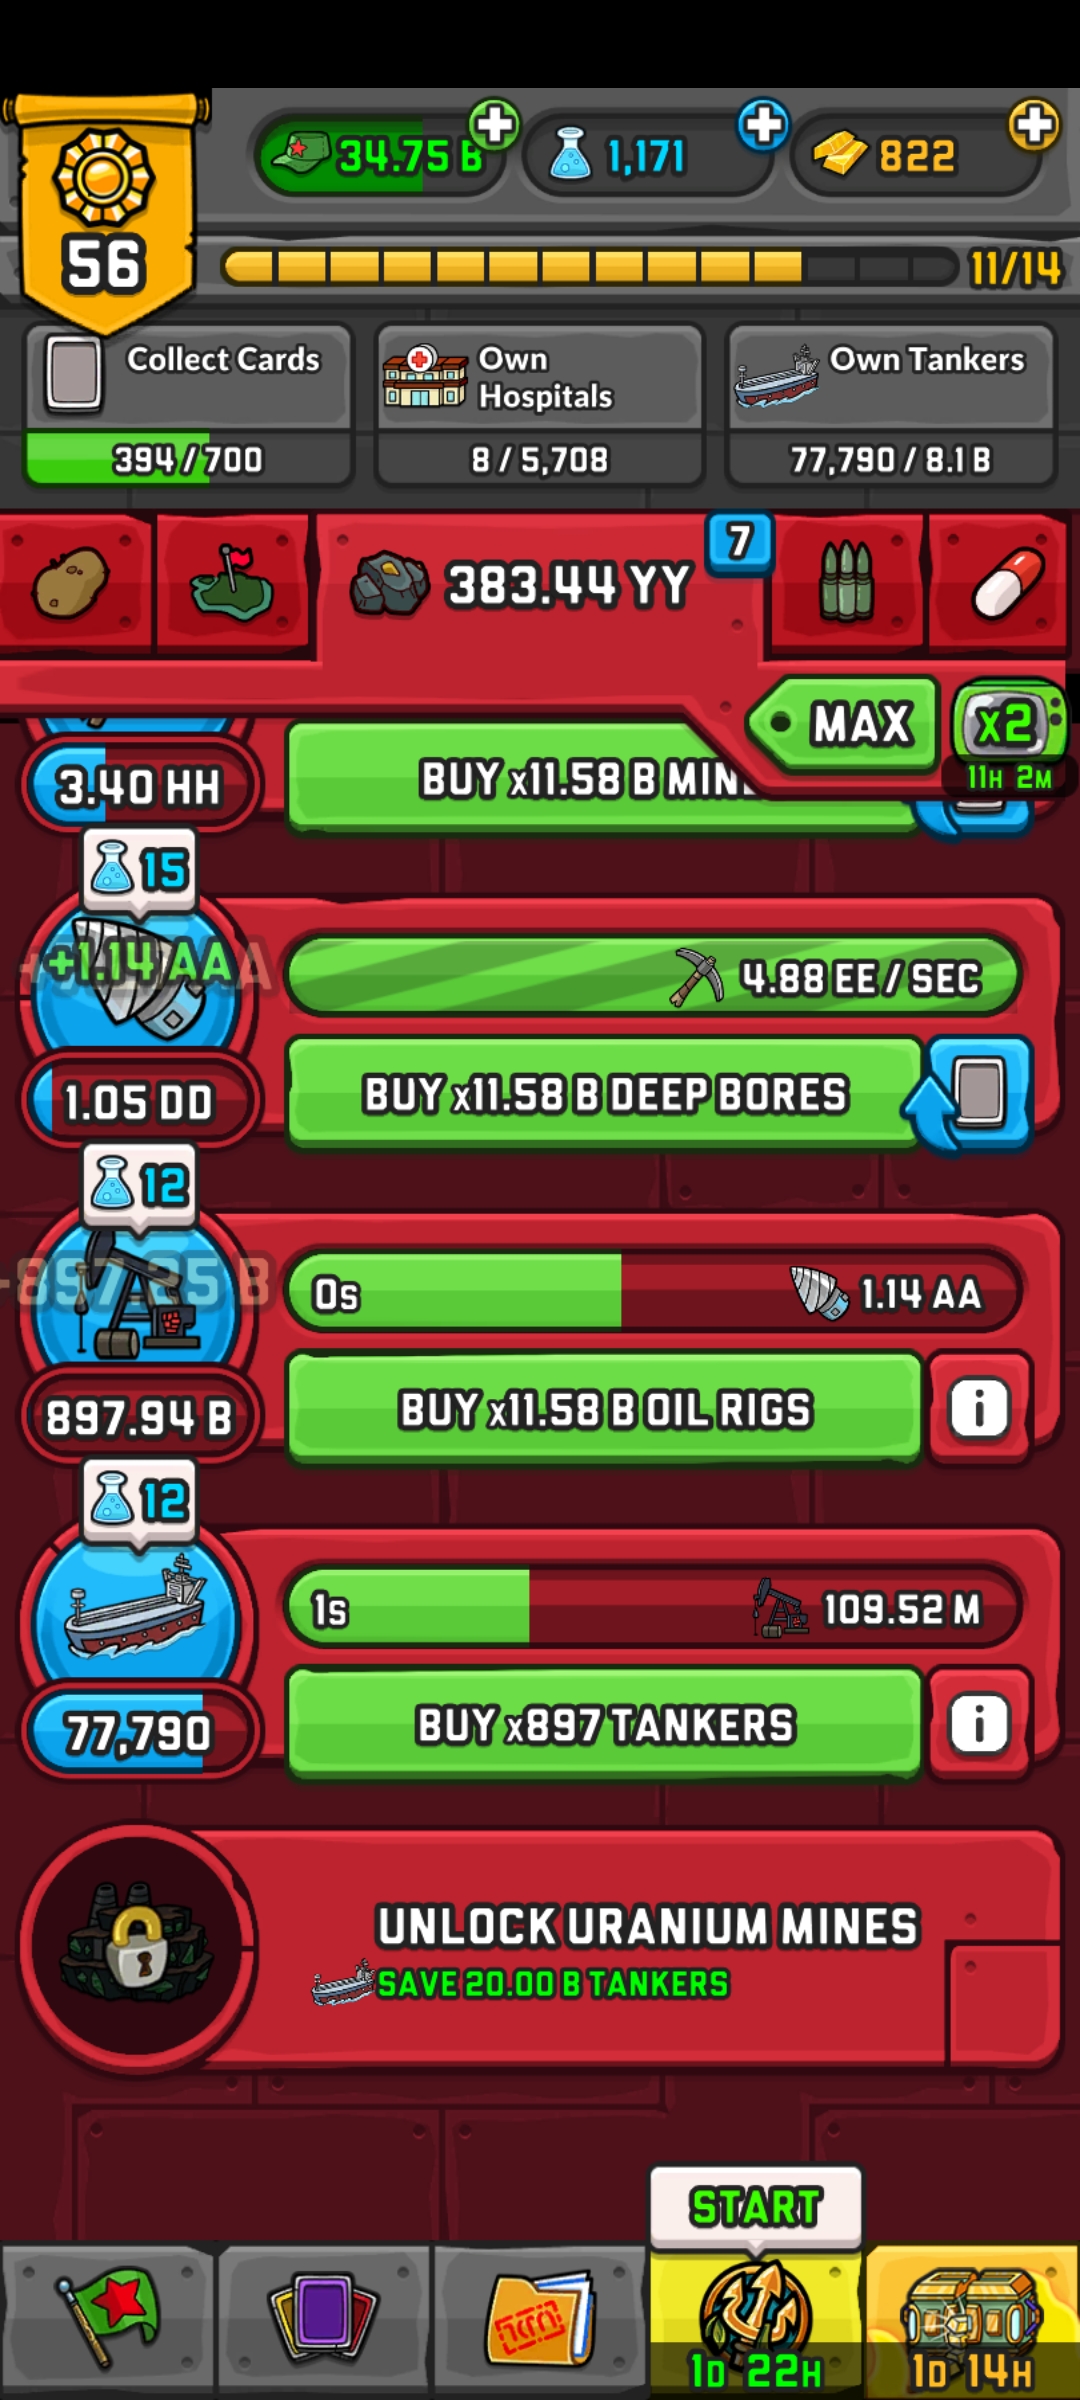 56
34.75 B
1,171
822
11/14
Collect Cards
394/700
Own
Hospitals
8/5,708
Own Tankers
77,790/8.1 B
383.44 YY
7
MAX
x2
11H 2M
3.40 HH
BUY x11.58 B
15
+1.14 AA
4.88 EE/SEC
1.05 DD
BUY x11.58 B DEEP BORES
12
897.25 B
0s
1.14 AA
897.94 B
BUY x11.58 B OIL RIGS
i
12
1s
109.52 M
77,790
BUY x897 TANKERS
i
UNLOCK URANIUM MINES
SAVE 20.00 B TANKERS
START
1D 22H
1D 14H